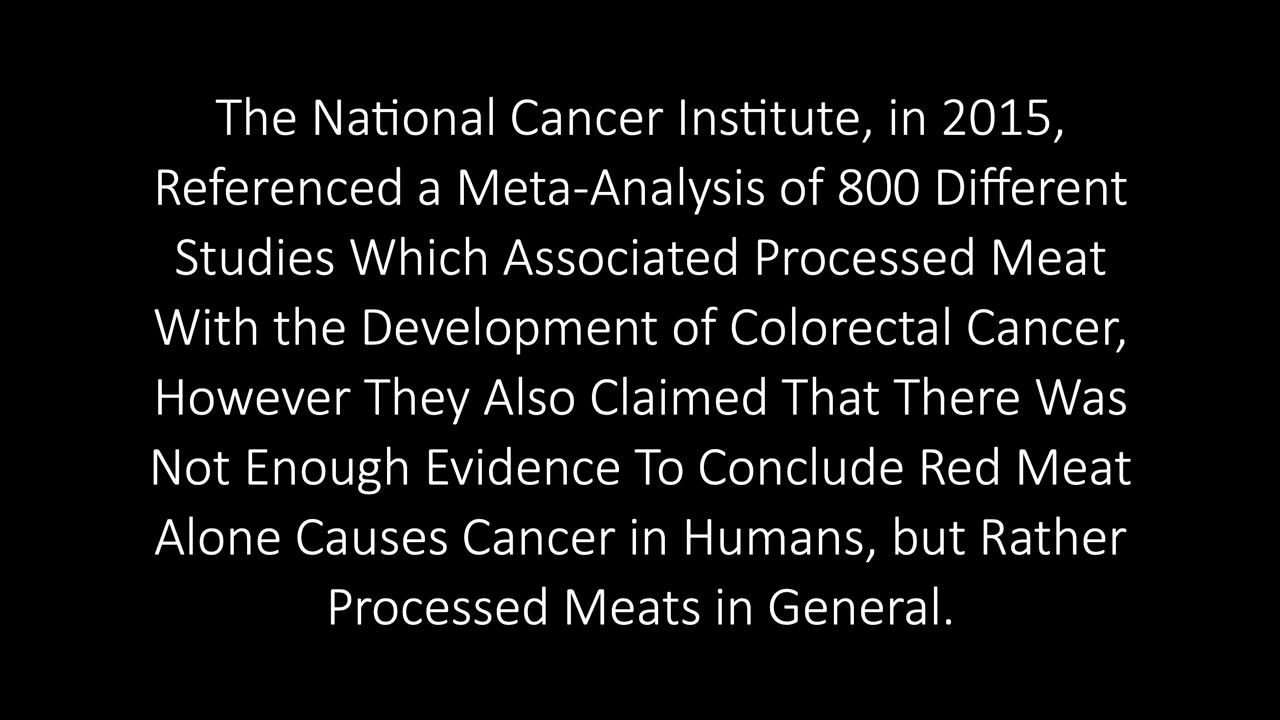 The National Cancer Institute, in 2015,
Referenced a Meta-Analysis of 800 Different
Studies Which Associated Processed Meat
With the Development of Colorectal Cancer,
However They Also Claimed That There Was
Not Enough Evidence To Conclude Red Meat
Alone Causes Cancer in Humans, but Rather
Processed Meats in General.